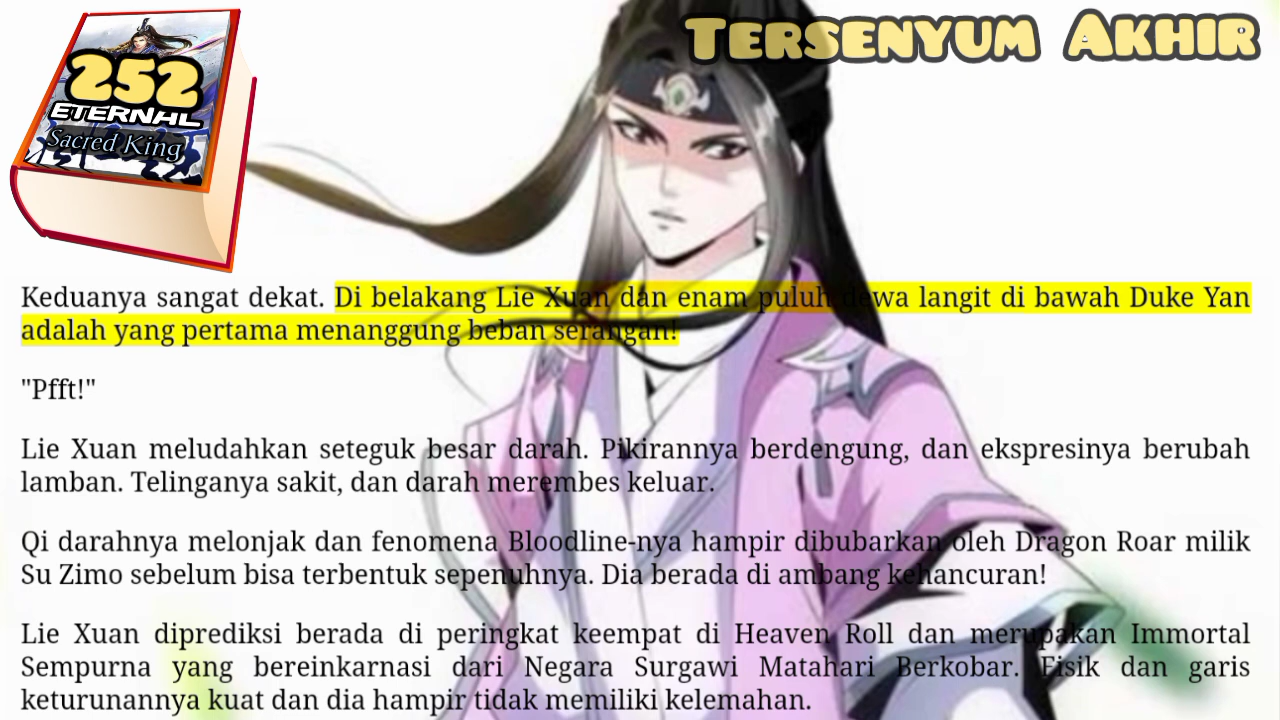 TERSENYUM AKHIR
252
ETERNAL
Sacred King
Keduanya sangat dekat. Di belakang Lie Xuan dan enam puluh dewa langit di bawah Duke Yan
adalah yang pertama menanggung beban serangan!
"Pfft!"
Lie Xuan meludahkan seteguk besar darah. Pikirannya berdengung, dan ekspresinya berubah
lamban. Telinganya sakit, dan darah merembes keluar.
Qi darahnya melonjak dan fenomena Bloodline-nya hampir dibubarkan oleh Dragon Roar milik
Su Zimo sebelum bisa terbentuk sepenuhnya. Dia berada di ambang kehancuran!
Lie Xuan diprediksi berada di peringkat keempat di Heaven Roll dan merupakan Immortal
Sempurna yang bereinkarnasi dari Negara Surgawi Matahari Berkobar. Fisik dan garis
keturunannya kuat dan dia hampir tidak memiliki kelemahan.